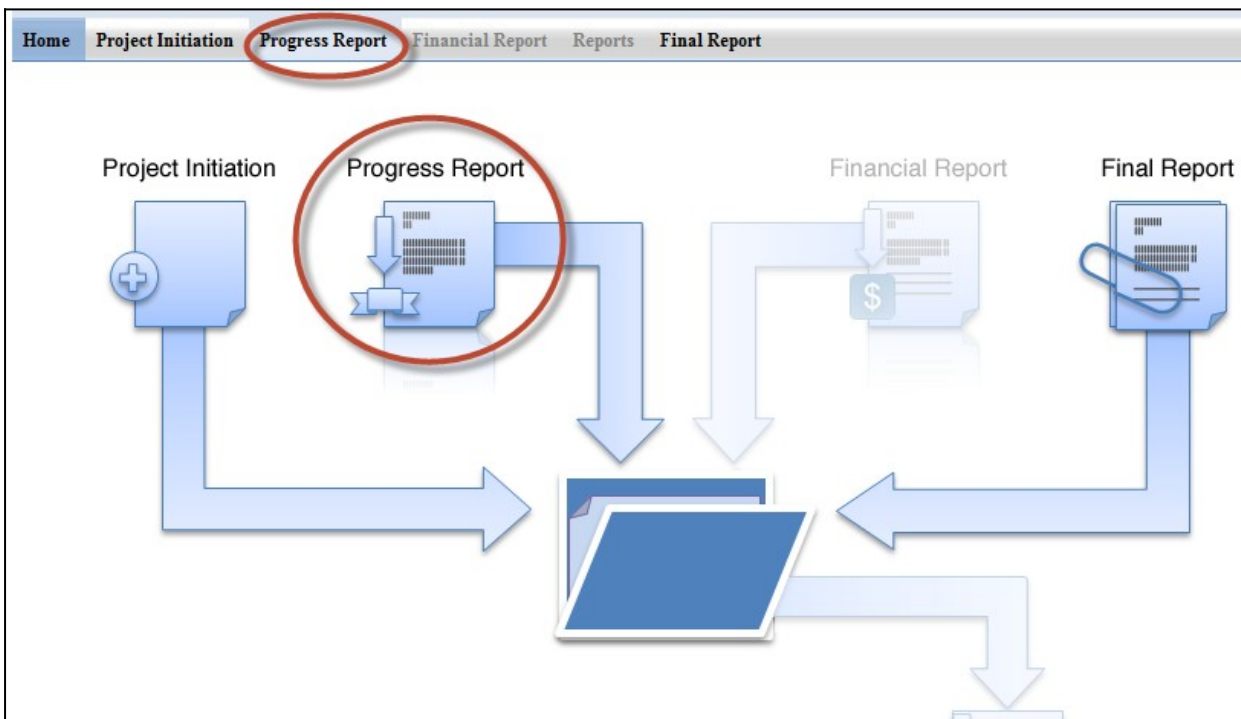 Home Project Initiation Progress Report Financial Report Reports Final Report
Project Initiation Progress Report Financial Report Final Report
$